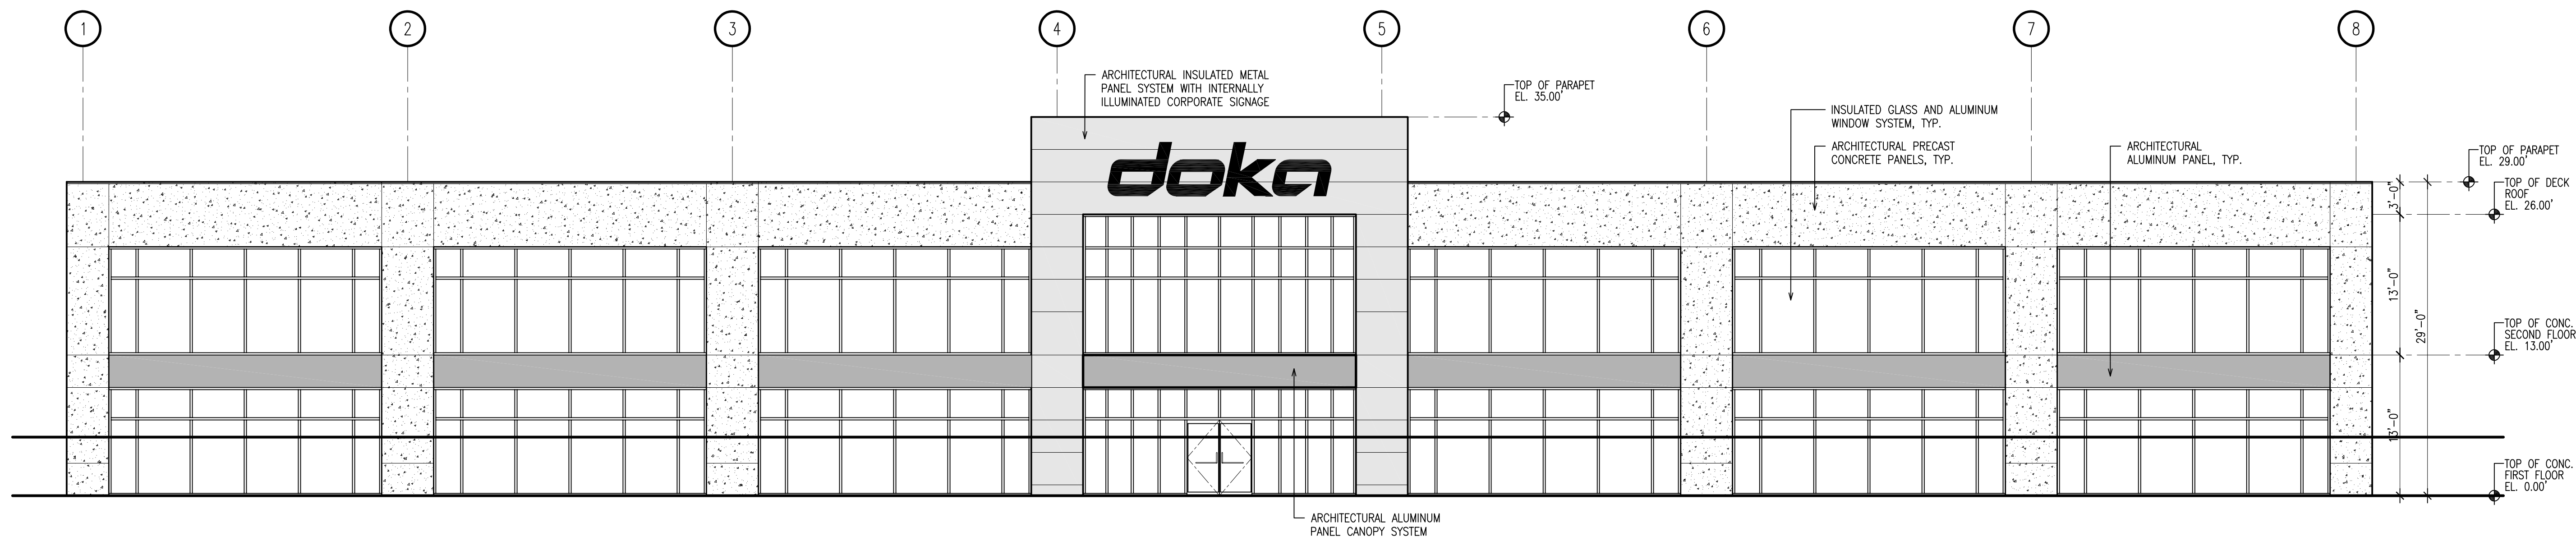 1
2
3
4
5
6
7
8
ARCHITECTURAL INSULATED METAL
PANEL SYSTEM WITH INTERNALLY
ILLUMINATED CORPORATE SIGNAGE
TOP OF PARAPET
EL. 35.00'
INSULATED GLASS AND ALUMINUM
WINDOW SYSTEM, TYP.
ARCHITECTURAL PRECAST
CONCRETE PANELS, TYP.
ARCHITECTURAL
ALUMINUM PANEL, TYP.
TOP OF PARAPET
EL. 29.00'
TOP OF DECK
ROOF
EL. 26.00'
doka
3'-0"
13'-0"
29'-0"
TOP OF CONC.
SECOND FLOOR
EL. 13.00'
13'-0"
TOP OF CONC.
FIRST FLOOR
EL. 0.00'
ARCHITECTURAL ALUMINUM
PANEL CANOPY SYSTEM